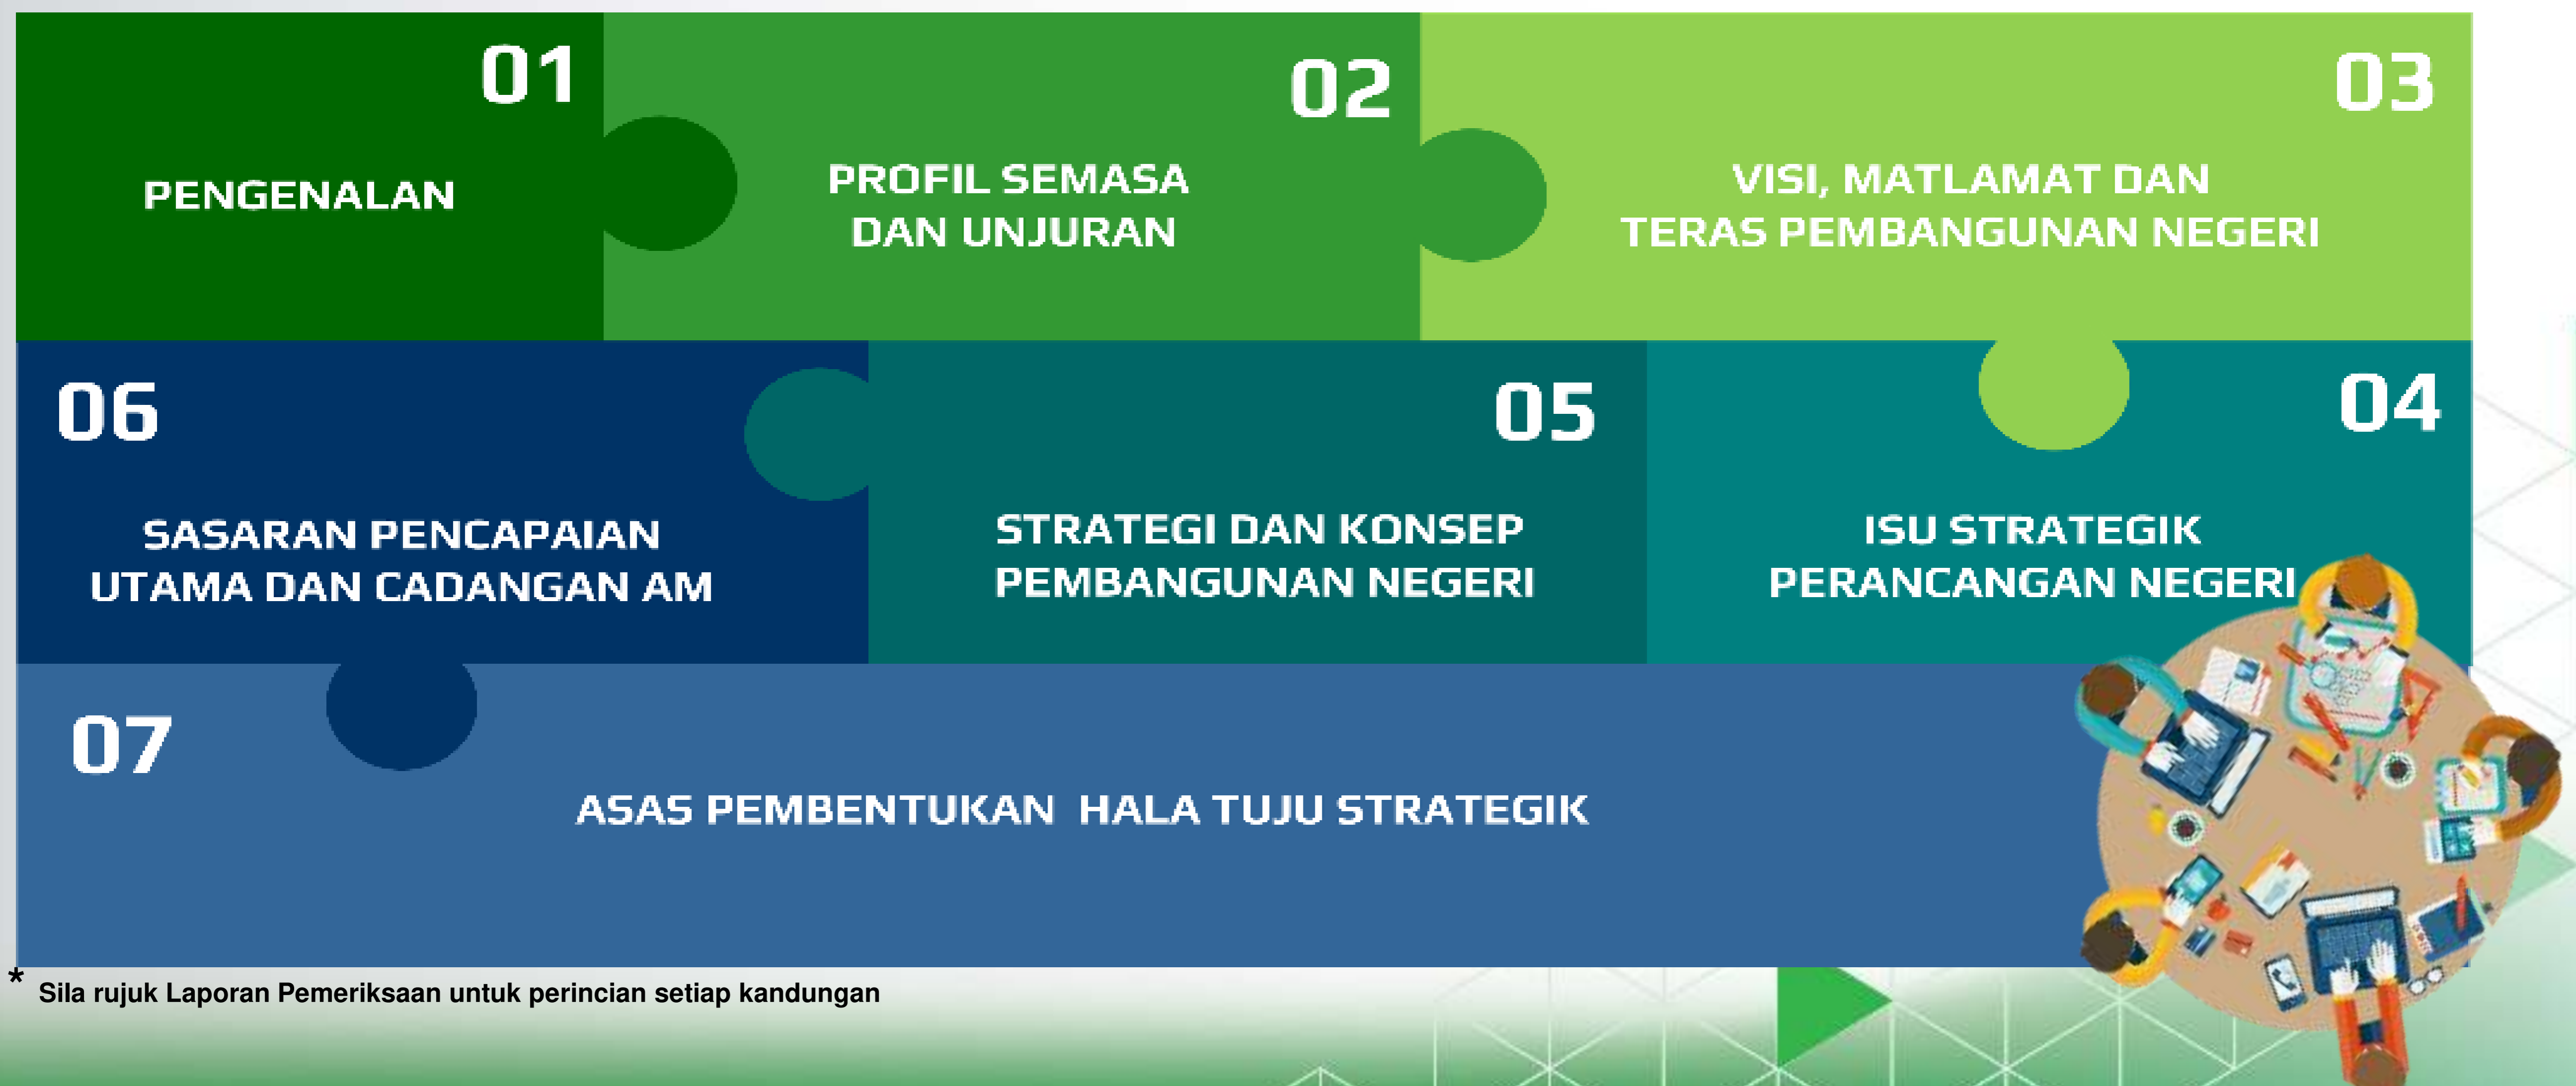 01
PENGENALAN
02
PROFIL SEMASA
DAN UNJURAN
03
VISI, MATLAMAT DAN
TERAS PEMBANGUNAN NEGERI
04
ISU STRATEGIK
PERANCANGAN NEGERI
05
STRATEGI DAN KONSEP
PEMBANGUNAN NEGERI
06
SASARAN PENCAPAIAN
UTAMA DAN CADANGAN AM
07
ASAS PEMBENTUKAN  HALA TUJU STRATEGIK
* Sila rujuk Laporan Pemeriksaan untuk perincian setiap kandungan